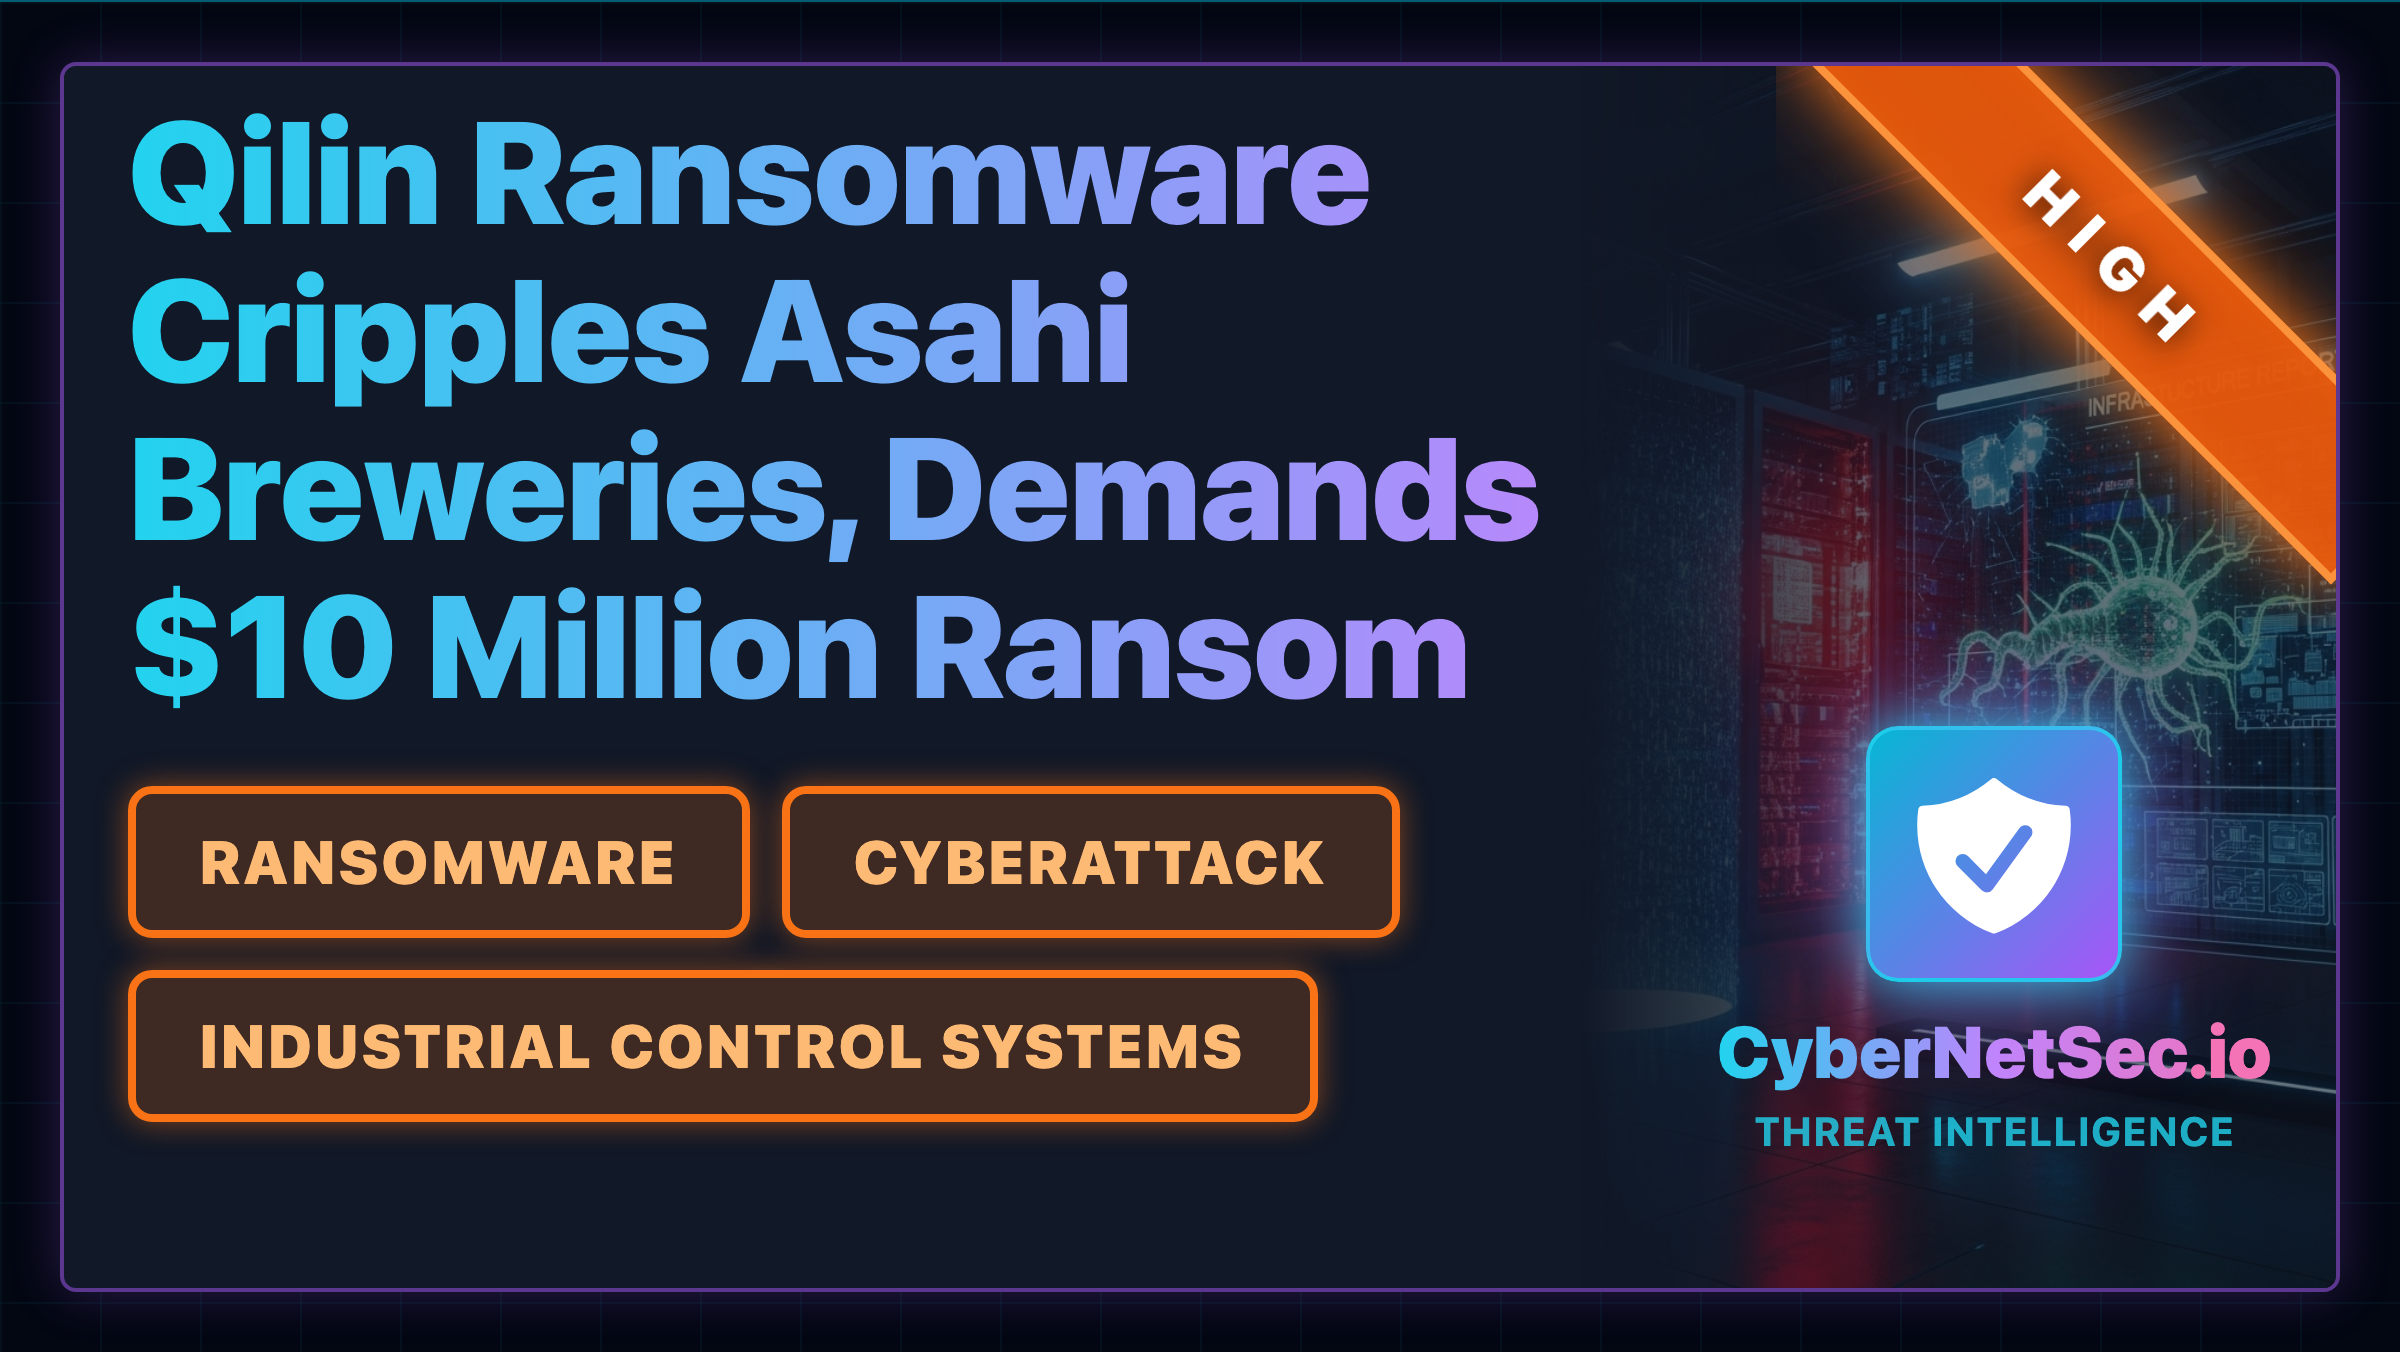 Qilin Ransomware
Cripples Asahi
Breweries, Demands
$10 Million Ransom
HIGH
RANSOMWARE
CYBERATTACK
INDUSTRIAL CONTROL SYSTEMS
CyberNetSec.io
THREAT INTELLIGENCE